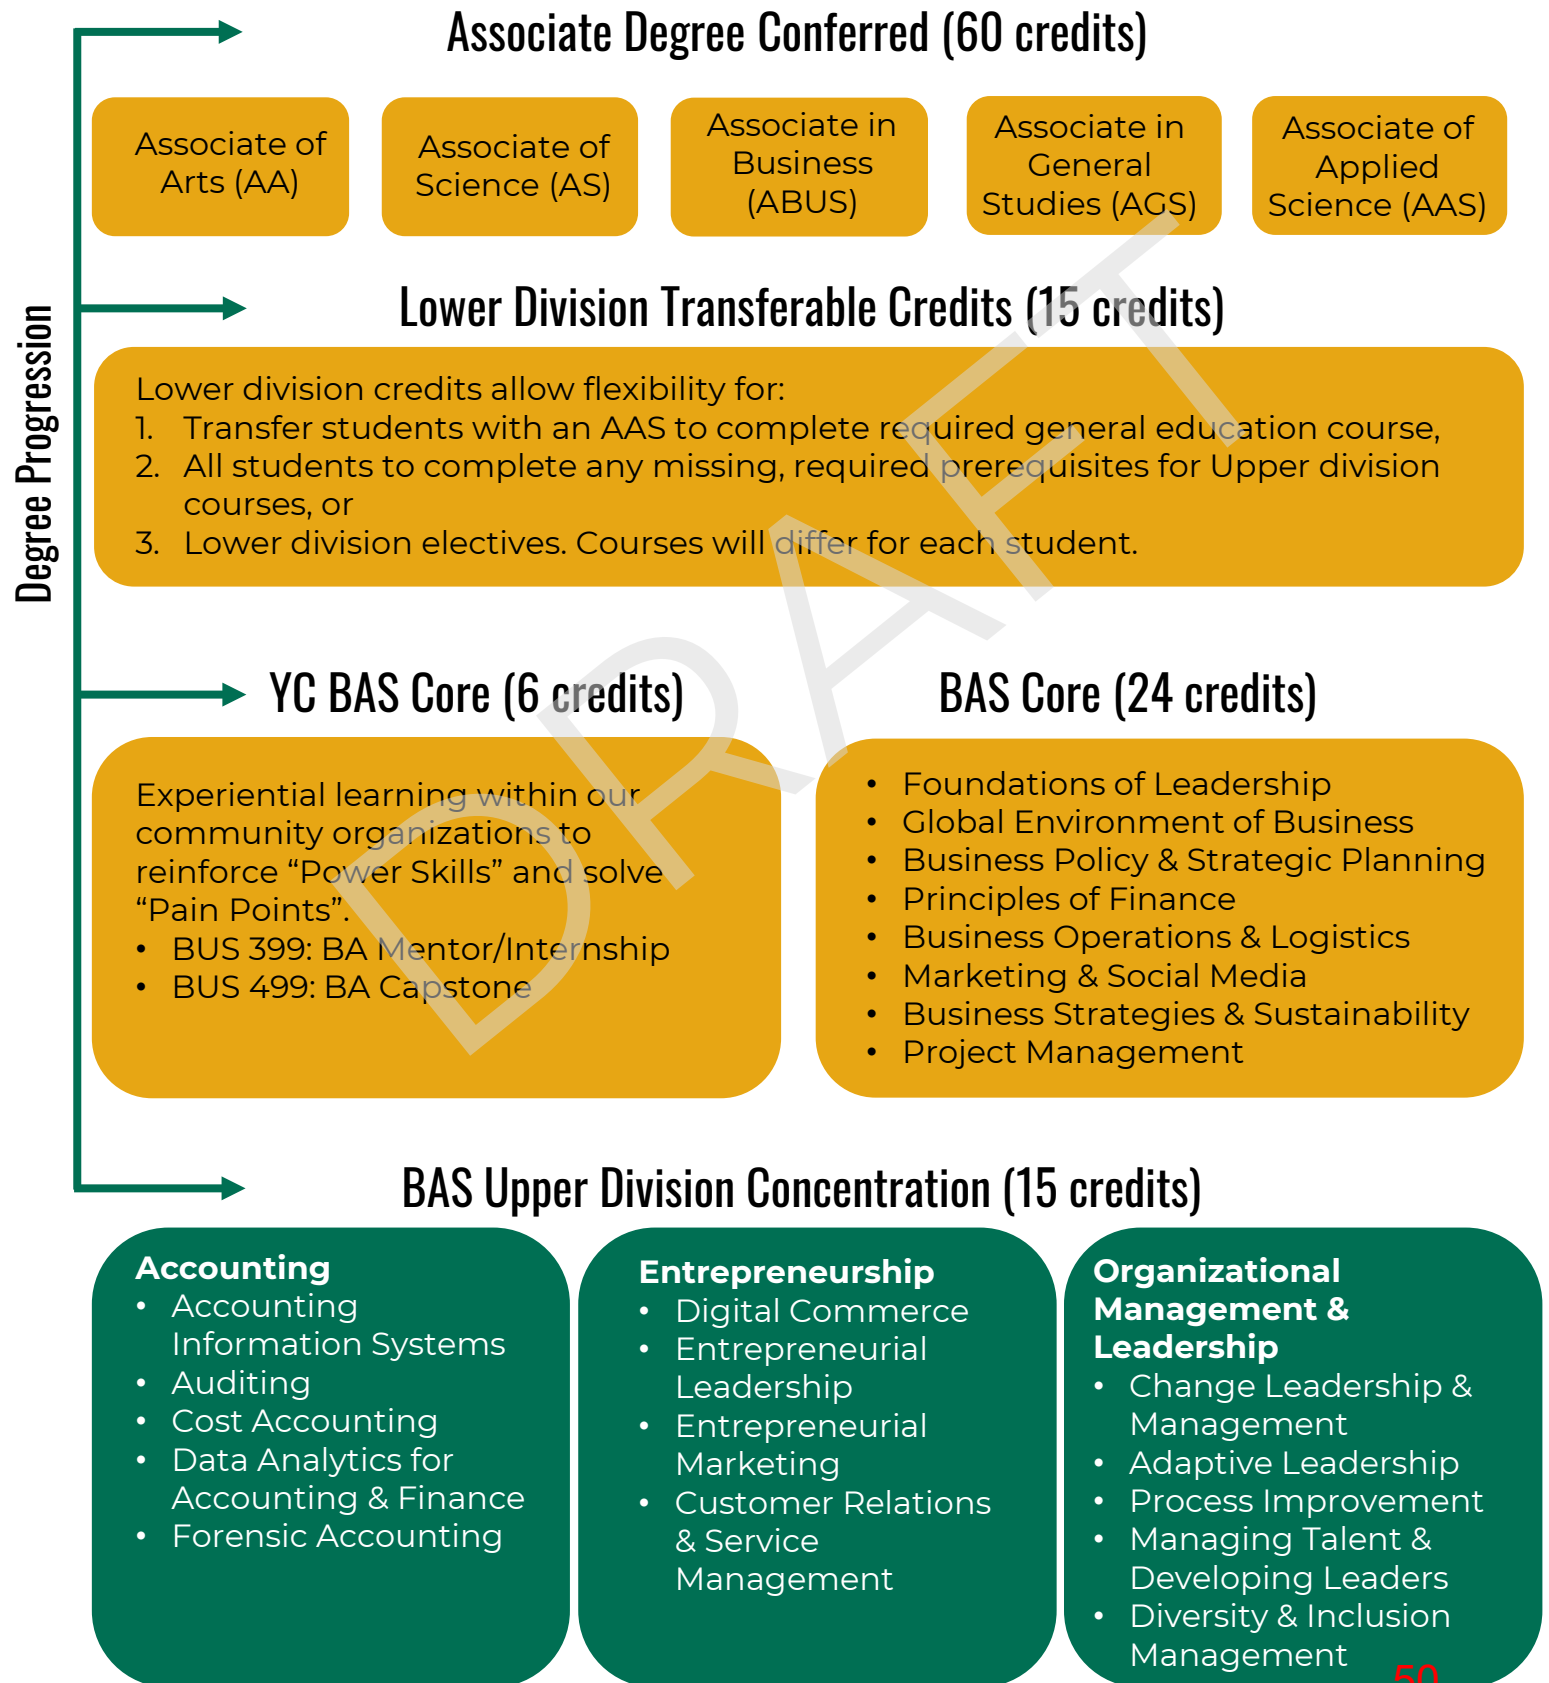 Associate Degree Conferred (60 credits)
Associate of
Arts (AA)
Associate of
Science (AS)
Associate in
Business
(ABUS)
Associate in
General
Studies (AGS)
Associate of
Applied
Science (AAS)
Degree Progression
Lower Division Transferable Credits (15 credits)
Lower division credits allow flexibility for:
1. Transfer students with an AAS to complete required general education course,
2. All students to complete any missing, required prerequisites for Upper division
courses, or
3. Lower division electives. Courses will differ for each student.
YC BAS Core (6 credits)
Experiential learning within our
community organizations to
reinforce “Power Skills” and solve
“Pain Points”.
• BUS 399: BA Mentor/Internship
• BUS 499: BA Capstone
BAS Core (24 credits)
• Foundations of Leadership
• Global Environment of Business
• Business Policy & Strategic Planning
• Principles of Finance
• Business Operations & Logistics
• Marketing & Social Media
• Business Strategies & Sustainability
• Project Management
DRAFT
BAS Upper Division Concentration (15 credits)
Accounting
• Accounting
Information Systems
• Auditing
• Cost Accounting
• Data Analytics for
Accounting & Finance
• Forensic Accounting
Entrepreneurship
• Digital Commerce
• Entrepreneurial
Leadership
• Entrepreneurial
Marketing
• Customer Relations
& Service
Management
Organizational
Management &
Leadership
• Change Leadership &
Management
• Adaptive Leadership
• Process Improvement
• Managing Talent &
Developing Leaders
• Diversity & Inclusion
Management
50